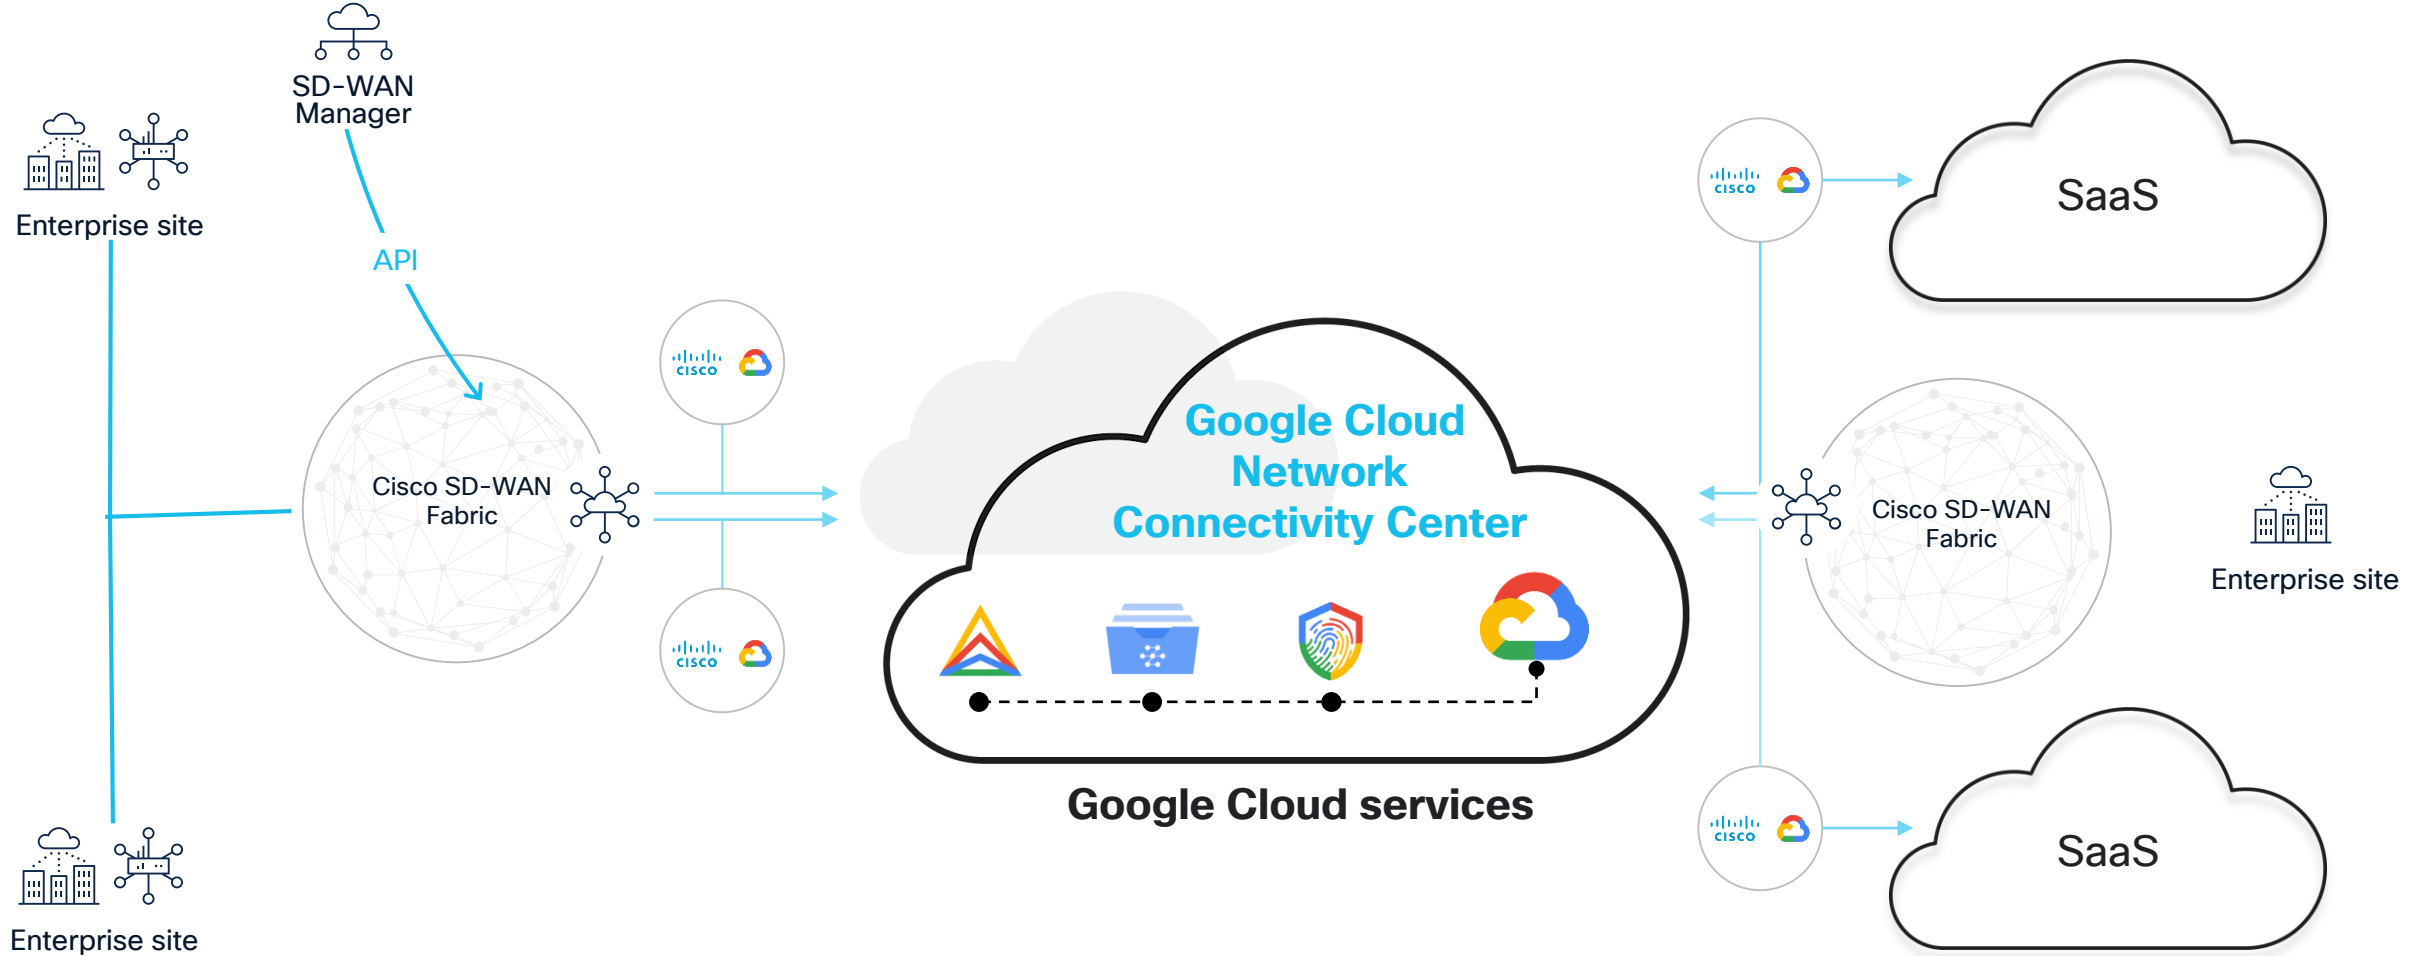 SD-WAN
Manager
Enterprise site
API
Cisco SD-WAN
Fabric
Enterprise site
CISCO
CISCO
Google Cloud
Network
Connectivity Center
Google Cloud services
CISCO
SaaS
Cisco SD-WAN
Fabric
Enterprise site
CISCO
SaaS